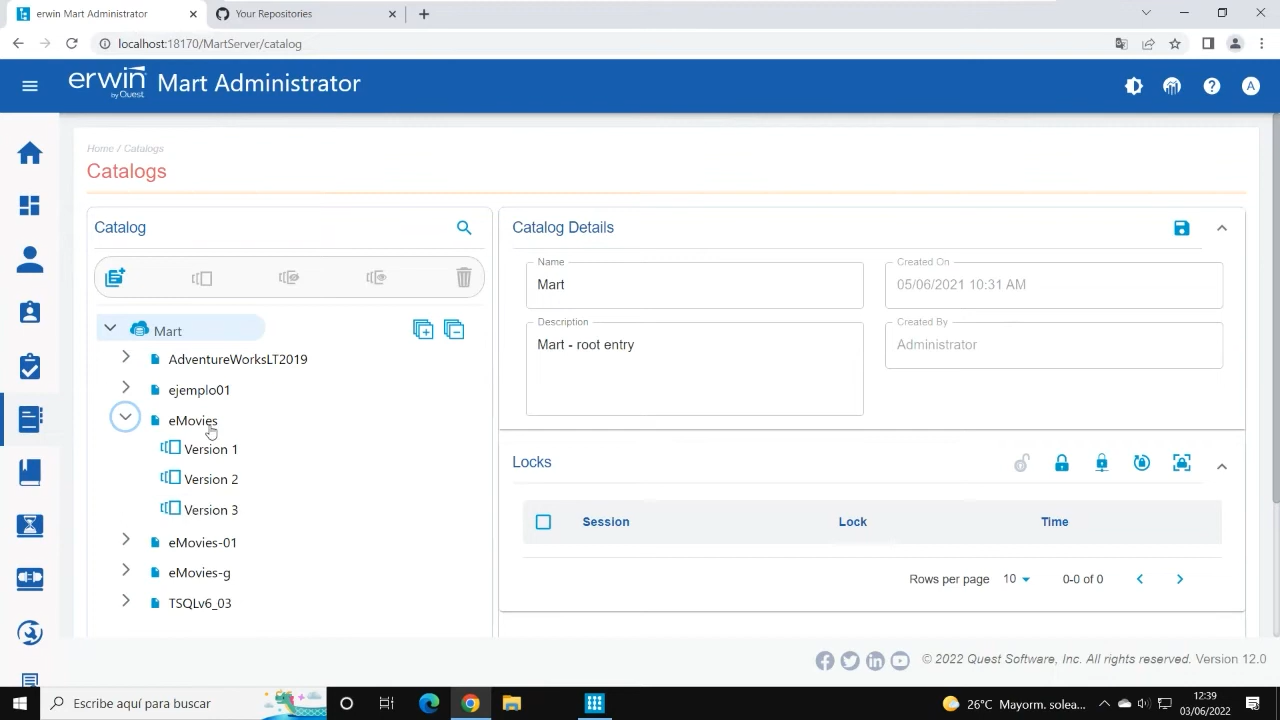 erwin Mart Administrator
Your Repositories
localhost:18170/MartServer/catalog
erwin by Quest Mart Administrator
A
Home / Catalogs
Catalogs
Catalog
Mart
AdventureWorksLT2019
ejemplo01
eMovies
Version 1
Version 2
Version 3
eMovies-01
eMovies-g
TSQLv6_03
Catalog Details
Name
Mart
Created On
05/06/2021 10:31 AM
Description
Mart - root entry
Created By
Administrator
Locks
Session Lock Time
Rows per page 10 0-0 of 0
© 2022 Quest Software, Inc. All rights reserved. Version 12.0
Escribe aquí para buscar
26°C Mayorm. solea...
12:39
03/06/2022